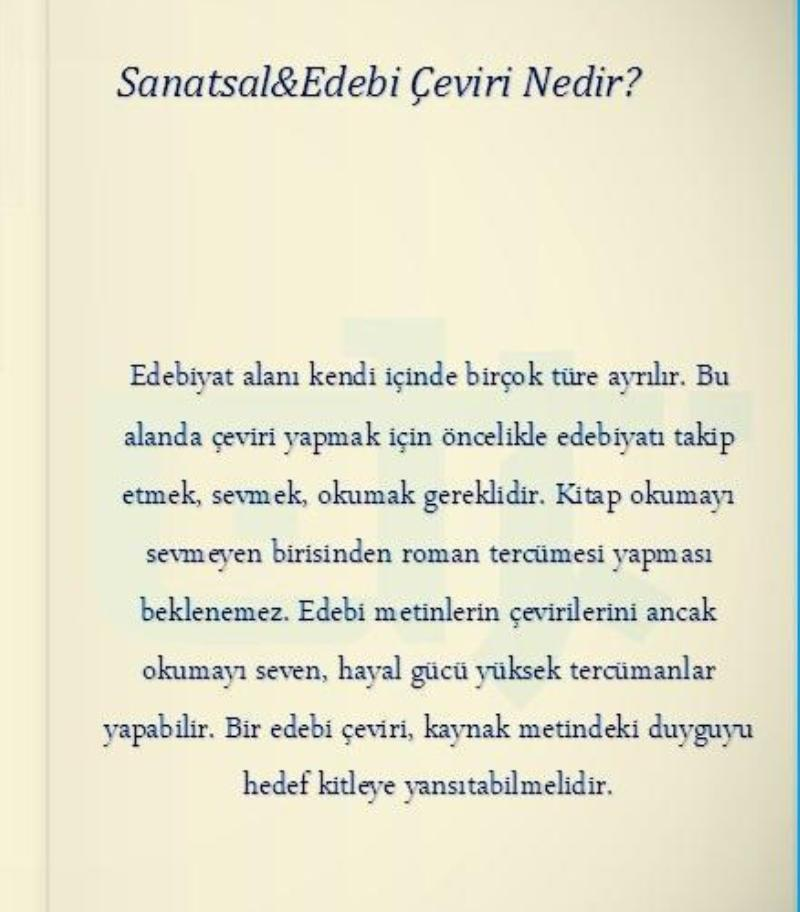 Sanatsal&Edebi Çeviri Nedir?
Edebiyat alanı kendi içinde birçok türe ayrılır. Bu
alanda çeviri yapmak için öncelikle edebiyatı takip
etmek, sevmek, okumak gereklidir. Kitap okumayı
sevmeyen birisinden roman tercümesi yapması
beklenemez. Edebi metinlerin çevirilerini ancak
okumayı seven, hayal gücü yüksek tercümanlar
yapabilir. Bir edebi çeviri, kaynak metindeki duyguyu
hedef kitleye yansıtabilmelidir.